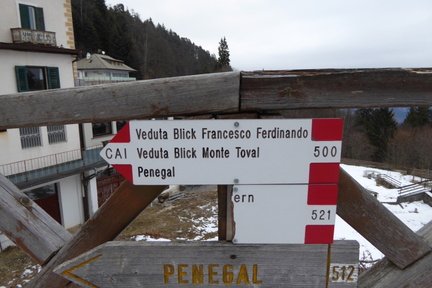 Veduta Blick Francesco Ferdinando
CAI Veduta Blick Monte Toval 500
Penegal
ern
521
PENEGAL
512